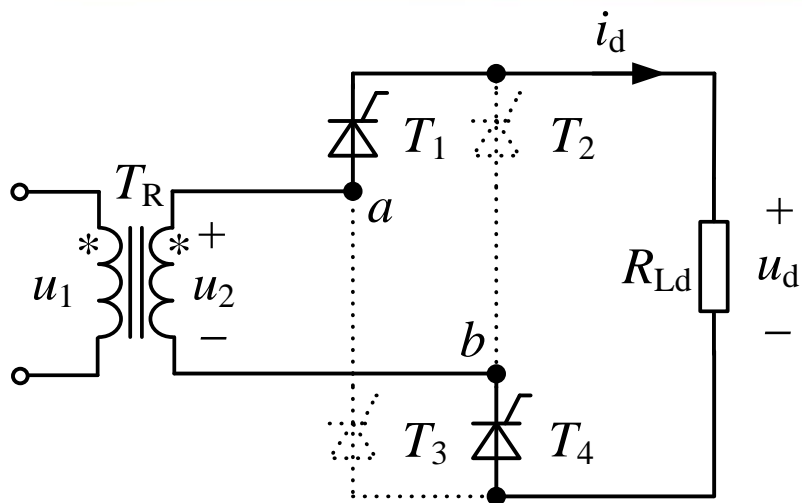 i_d
T_1
T_2
T_R
a
*
*
+
+
u_1
u_2
R_Ld
u_d
−
−
b
T_3
T_4